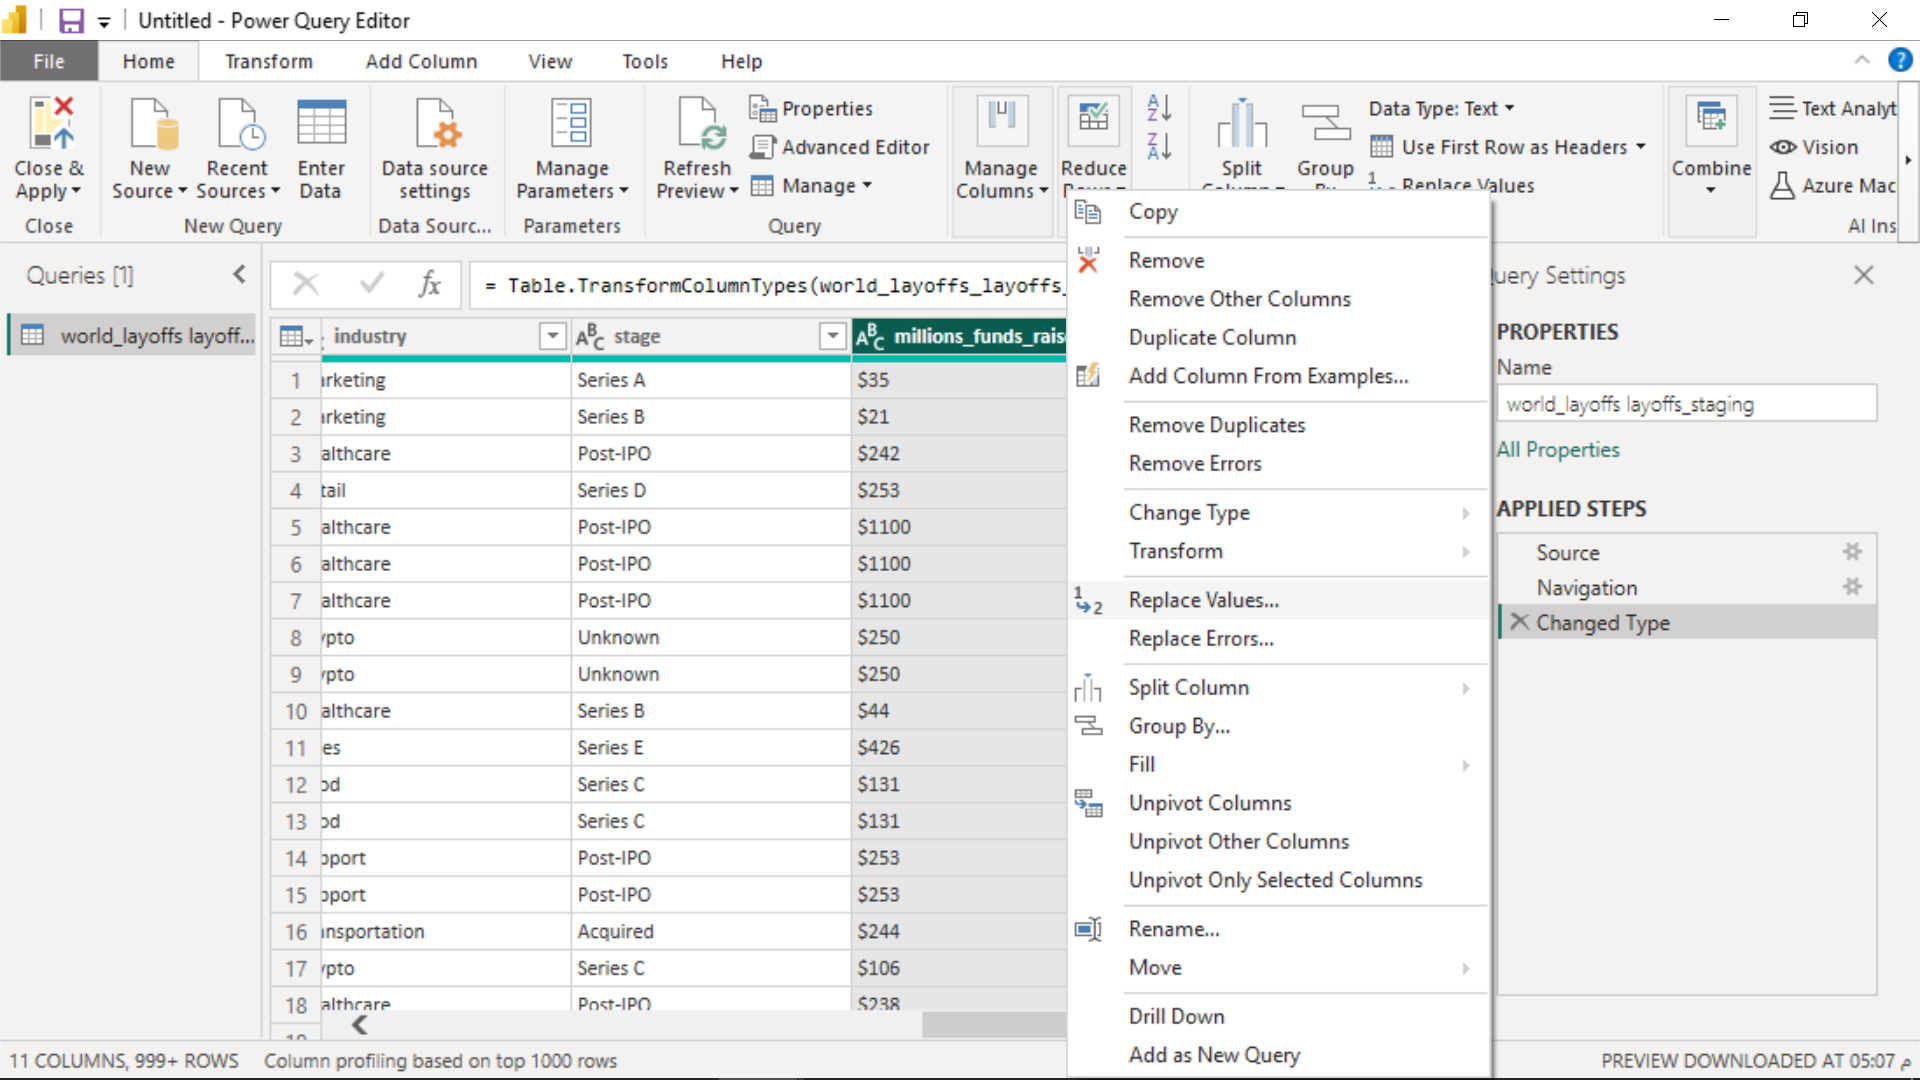 Untitled - Power Query Editor
File
Home
Transform
Add Column
View
Tools
Help
Close & Apply
Close
New Source
Recent Sources
Enter Data
New Query
Data source settings
Data Sourc...
Manage Parameters
Parameters
Refresh Preview
Properties
Advanced Editor
Manage
Query
Manage Columns
Reduce
Split
Group
Data Type: Text
Use First Row as Headers
Replace Values
Combine
Text Analyt
Vision
Azure Mac
AI Ins
Queries [1]
world_layoffs layoff...
fx
= Table.TransformColumnTypes(world_layoffs_layoffs_
industry
ABC stage
ABC millions_funds_rais
1 arketing Series A $35
2 arketing Series B $21
3 althcare Post-IPO $242
4 tail Series D $253
5 althcare Post-IPO $1100
6 althcare Post-IPO $1100
7 althcare Post-IPO $1100
8 ypto Unknown $250
9 ypto Unknown $250
10 althcare Series B $44
11 es Series E $426
12 od Series C $131
13 od Series C $131
14 pport Post-IPO $253
15 pport Post-IPO $253
16 ansportation Acquired $244
17 ypto Series C $106
18 althcare Post-IPO $238
Copy
Remove
Remove Other Columns
Duplicate Column
Add Column From Examples...
Remove Duplicates
Remove Errors
Change Type
Transform
Replace Values...
Replace Errors...
Split Column
Group By...
Fill
Unpivot Columns
Unpivot Other Columns
Unpivot Only Selected Columns
Rename...
Move
Drill Down
Add as New Query
uery Settings
PROPERTIES
Name
world_layoffs layoffs_staging
All Properties
APPLIED STEPS
Source
Navigation
Changed Type
11 COLUMNS, 999+ ROWS
Column profiling based on top 1000 rows
PREVIEW DOWNLOADED AT 05:07 م